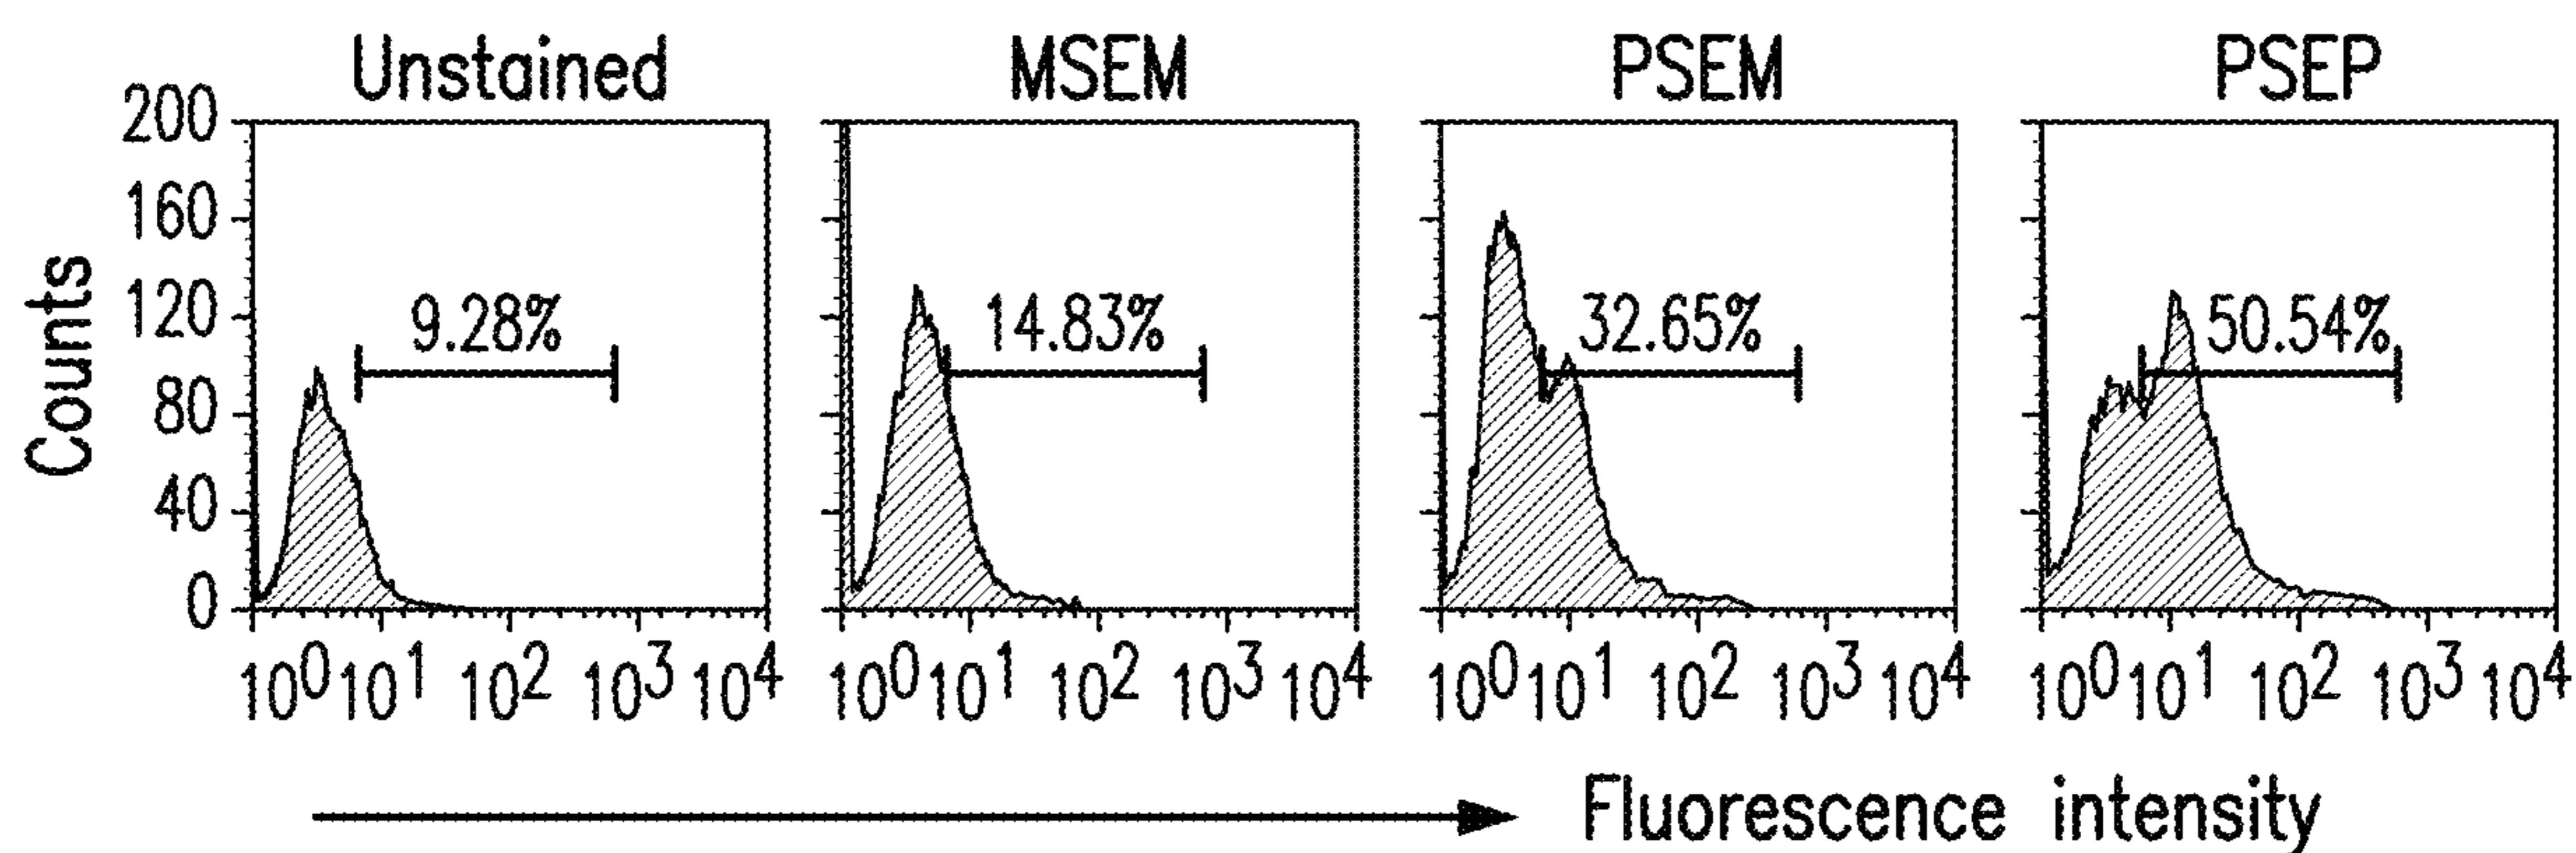 Unstained MSEM PSEM PSEP
200
160
120
80
40
0
Counts
9.28% 14.83% 32.65% 50.54%
10⁰ 10¹ 10² 10³ 10⁴ 10⁰ 10¹ 10² 10³ 10⁴ 10⁰ 10¹ 10² 10³ 10⁴ 10⁰ 10¹ 10² 10³ 10⁴
Fluorescence intensity